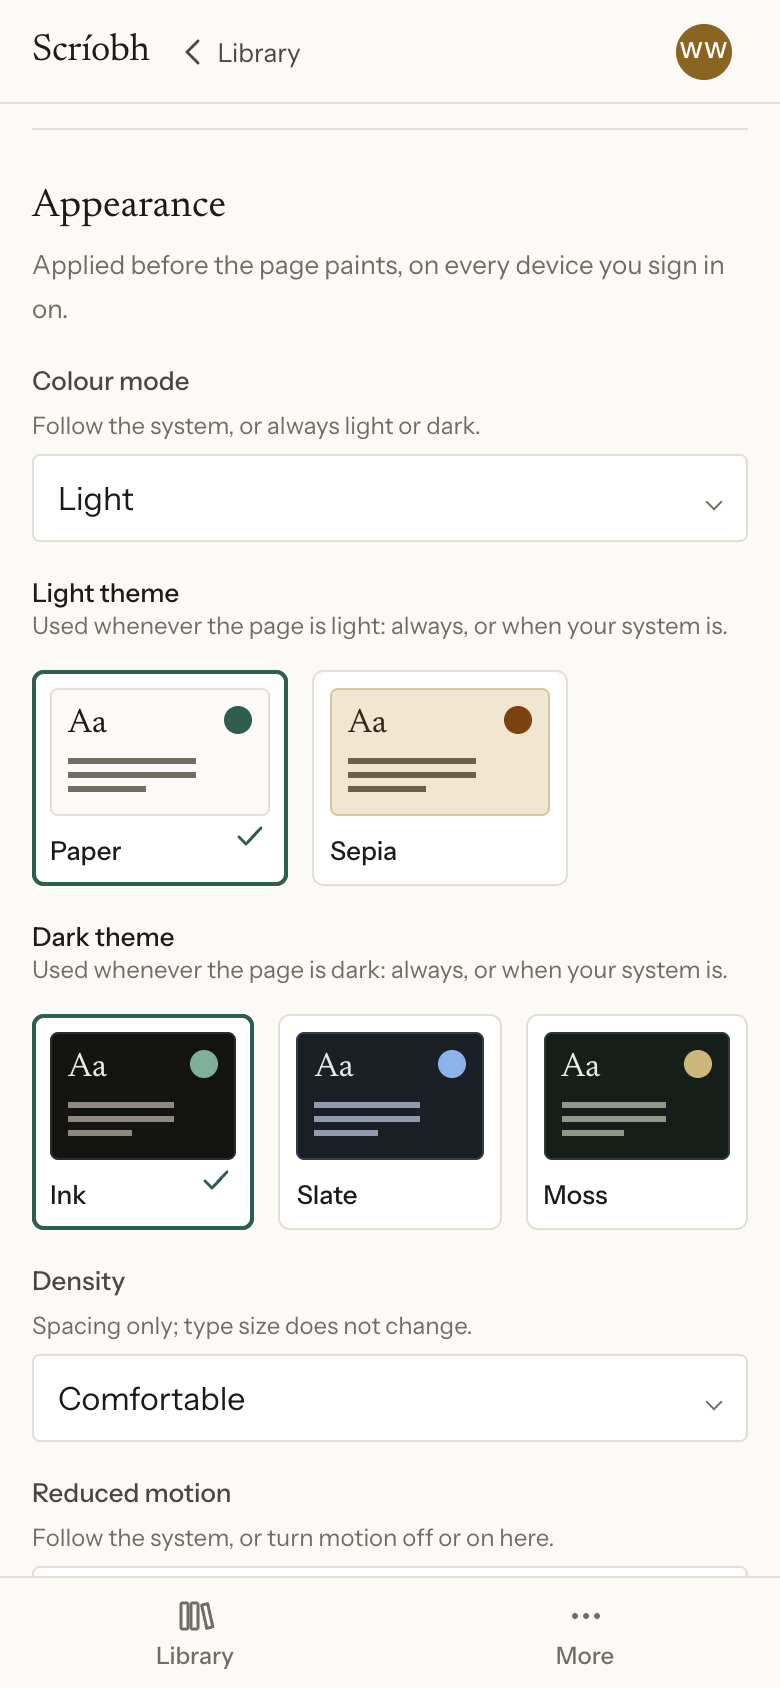 Scríobh
Library
WW
Appearance
Applied before the page paints, on every device you sign in
on.
Colour mode
Follow the system, or always light or dark.
Light
Light theme
Used whenever the page is light: always, or when your system is.
Aa
Aa
Paper
Sepia
Dark theme
Used whenever the page is dark: always, or when your system is.
Aa
Aa
Aa
Ink
Slate
Moss
Density
Spacing only; type size does not change.
Comfortable
Reduced motion
Follow the system, or turn motion off or on here.
Library
More